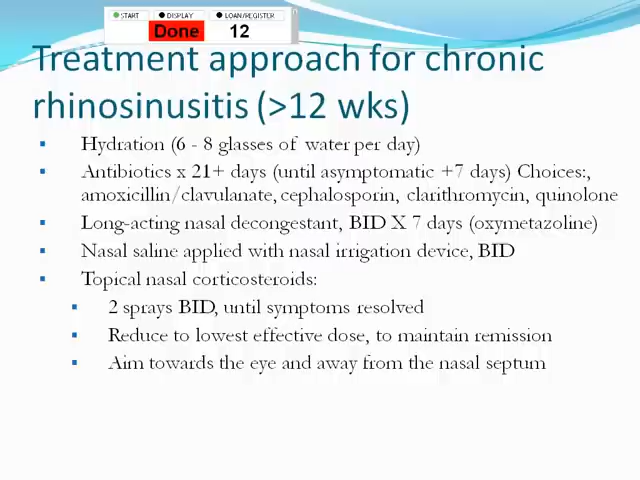 START DISPLAY LOAN/REGISTER
Done 12
Treatment approach for chronic
rhinosinusitis (>12 wks)
Hydration (6 - 8 glasses of water per day)
Antibiotics x 21+ days (until asymptomatic +7 days) Choices:,
amoxicillin/clavulanate, cephalosporin, clarithromycin, quinolone
Long-acting nasal decongestant, BID X 7 days (oxymetazoline)
Nasal saline applied with nasal irrigation device, BID
Topical nasal corticosteroids:
2 sprays BID, until symptoms resolved
Reduce to lowest effective dose, to maintain remission
Aim towards the eye and away from the nasal septum